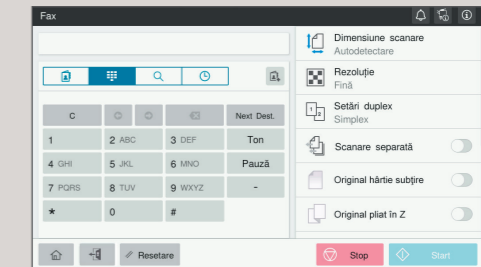 Fax
Dimensiune scanare
Autodetectare
Rezoluție
Fină
Setări duplex
Simplex
Scanare separată
Original hârtie subțire
Original pliat în Z
C
Next Dest.
1
2 ABC
3 DEF
Ton
4 GHI
5 JKL
6 MNO
Pauză
7 PQRS
8 TUV
9 WXYZ
-
*
0
#
Resetare
Stop
Start